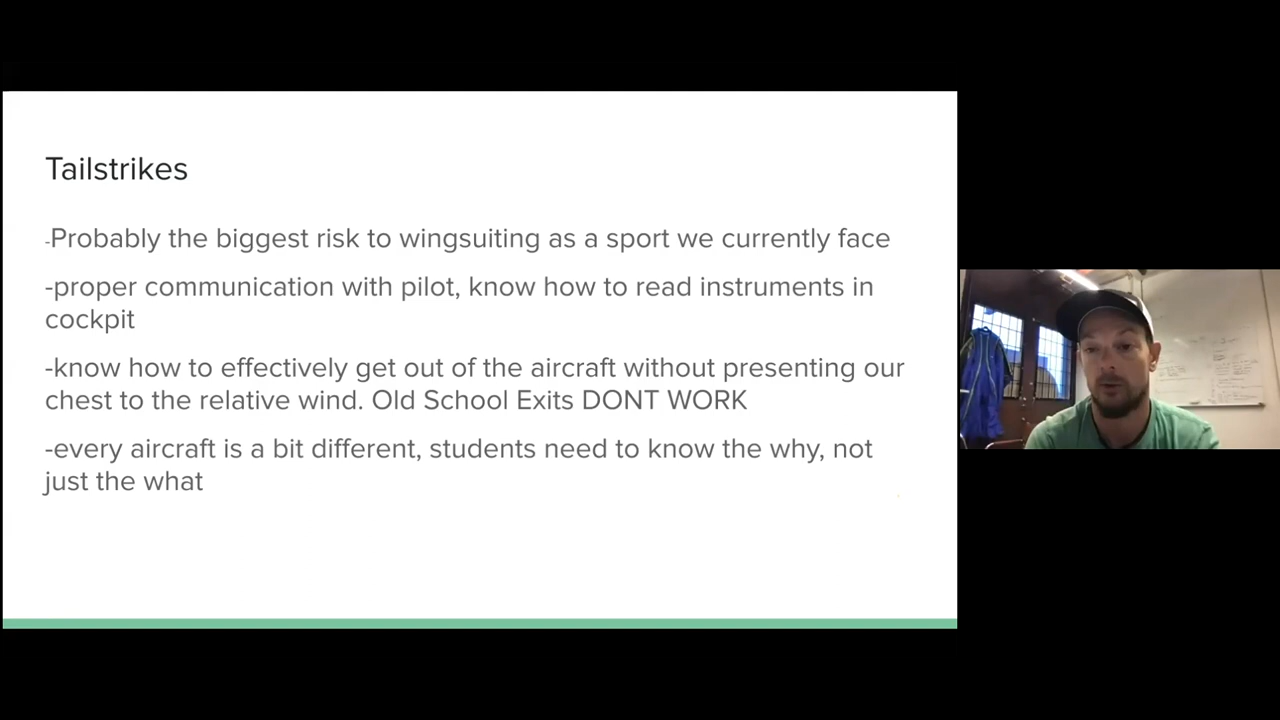 Tailstrikes
-Probably the biggest risk to wingsuiting as a sport we currently face
-proper communication with pilot, know how to read instruments in
cockpit
-know how to effectively get out of the aircraft without presenting our
chest to the relative wind. Old School Exits DONT WORK
-every aircraft is a bit different, students need to know the why, not
just the what